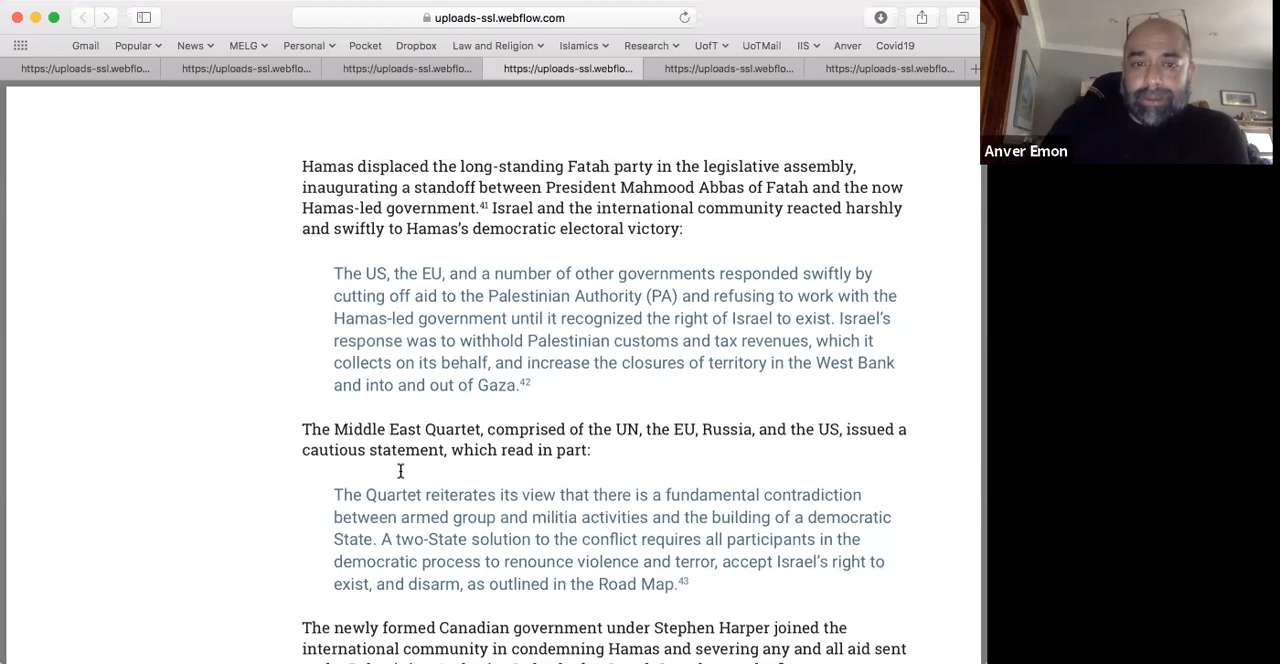 uploads-ssl.webflow.com
Gmail Popular News MELG Personal Pocket Dropbox Law and Religion Islamics Research UofT UoTMail IIS Anver Covid19
https://uploads-ssl.webflo... https://uploads-ssl.webflo... https://uploads-ssl.webflo... https://uploads-ssl.webflo... https://uploads-ssl.webflo... https://uploads-ssl.webflo...
Anver Emon
Hamas displaced the long-standing Fatah party in the legislative assembly,
inaugurating a standoff between President Mahmood Abbas of Fatah and the now
Hamas-led government.⁴¹ Israel and the international community reacted harshly
and swiftly to Hamas’s democratic electoral victory:
The US, the EU, and a number of other governments responded swiftly by
cutting off aid to the Palestinian Authority (PA) and refusing to work with the
Hamas-led government until it recognized the right of Israel to exist. Israel’s
response was to withhold Palestinian customs and tax revenues, which it
collects on its behalf, and increase the closures of territory in the West Bank
and into and out of Gaza.⁴²
The Middle East Quartet, comprised of the UN, the EU, Russia, and the US, issued a
cautious statement, which read in part:
The Quartet reiterates its view that there is a fundamental contradiction
between armed group and militia activities and the building of a democratic
State. A two-State solution to the conflict requires all participants in the
democratic process to renounce violence and terror, accept Israel’s right to
exist, and disarm, as outlined in the Road Map.⁴³
The newly formed Canadian government under Stephen Harper joined the
international community in condemning Hamas and severing any and all aid sent